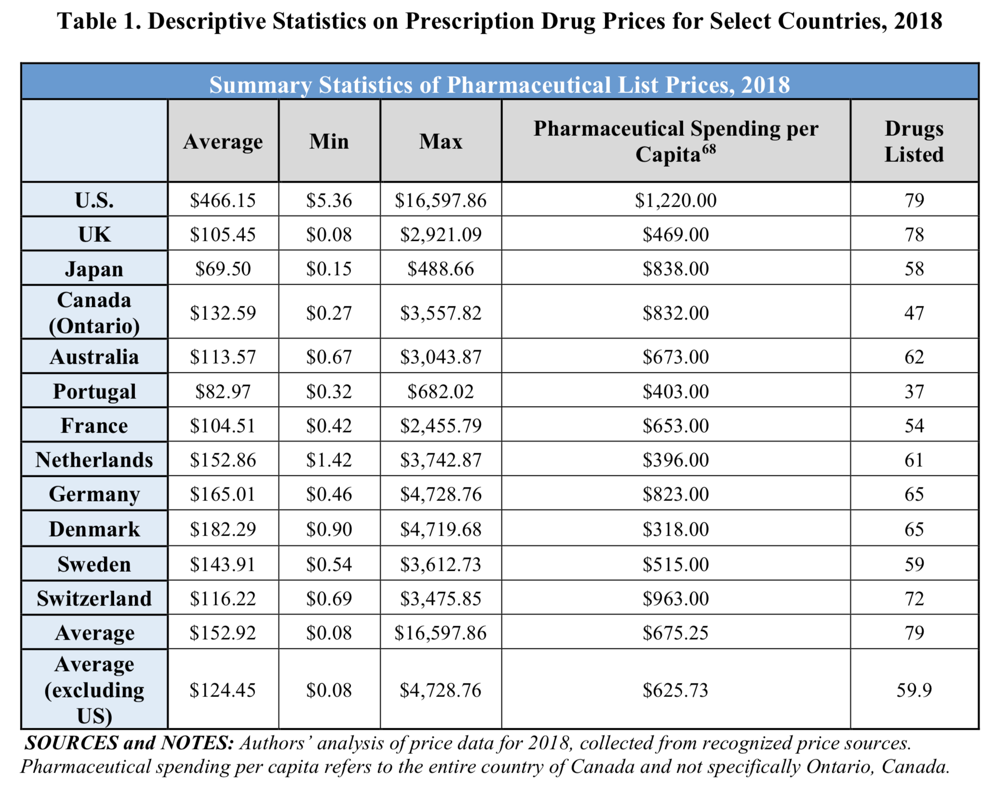 Table 1. Descriptive Statistics on Prescription Drug Prices for Select Countries, 2018
Summary Statistics of Pharmaceutical List Prices, 2018
Average Min Max Pharmaceutical Spending per Capita68 Drugs Listed
U.S. $466.15 $5.36 $16,597.86 $1,220.00 79
UK $105.45 $0.08 $2,921.09 $469.00 78
Japan $69.50 $0.15 $488.66 $838.00 58
Canada (Ontario) $132.59 $0.27 $3,557.82 $832.00 47
Australia $113.57 $0.67 $3,043.87 $673.00 62
Portugal $82.97 $0.32 $682.02 $403.00 37
France $104.51 $0.42 $2,455.79 $653.00 54
Netherlands $152.86 $1.42 $3,742.87 $396.00 61
Germany $165.01 $0.46 $4,728.76 $823.00 65
Denmark $182.29 $0.90 $4,719.68 $318.00 65
Sweden $143.91 $0.54 $3,612.73 $515.00 59
Switzerland $116.22 $0.69 $3,475.85 $963.00 72
Average $152.92 $0.08 $16,597.86 $675.25 79
Average (excluding US) $124.45 $0.08 $4,728.76 $625.73 59.9
SOURCES and NOTES: Authors’ analysis of price data for 2018, collected from recognized price sources.
Pharmaceutical spending per capita refers to the entire country of Canada and not specifically Ontario, Canada.